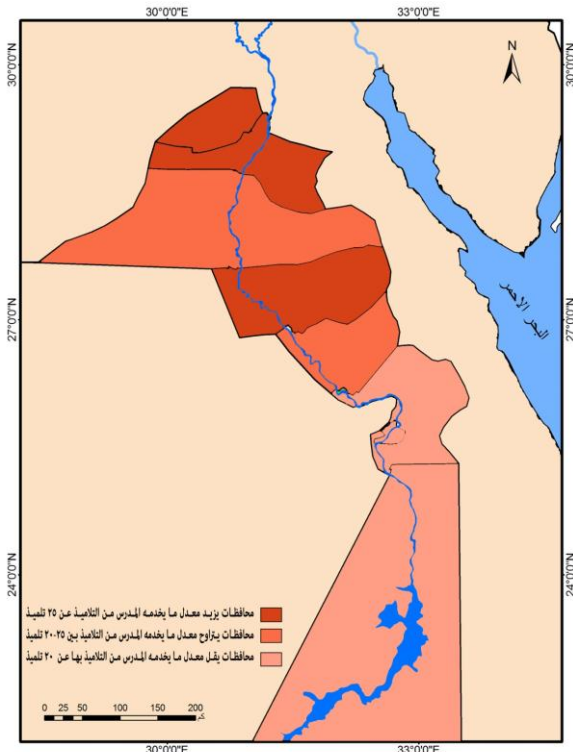 30°0'0"E
33°0'0"E
30°0'0"N
30°0'0"N
N
البحر الأحمر
27°0'0"N
27°0'0"N
24°0'0"N
24°0'0"N
محافظات يزيد معدل ما يخدمه المدرس من التلاميذ عن ٢٥ تلميذ
محافظات يتراوح معدل ما يخدمه المدرس من التلاميذ بين ٢٥-٢٠ تلميذ
محافظات يقل معدل ما يخدمه المدرس من التلاميذ بها عن ٢٠ تلميذ
0 25 50 100 150 200
كم
30°0'0"E
33°0'0"E